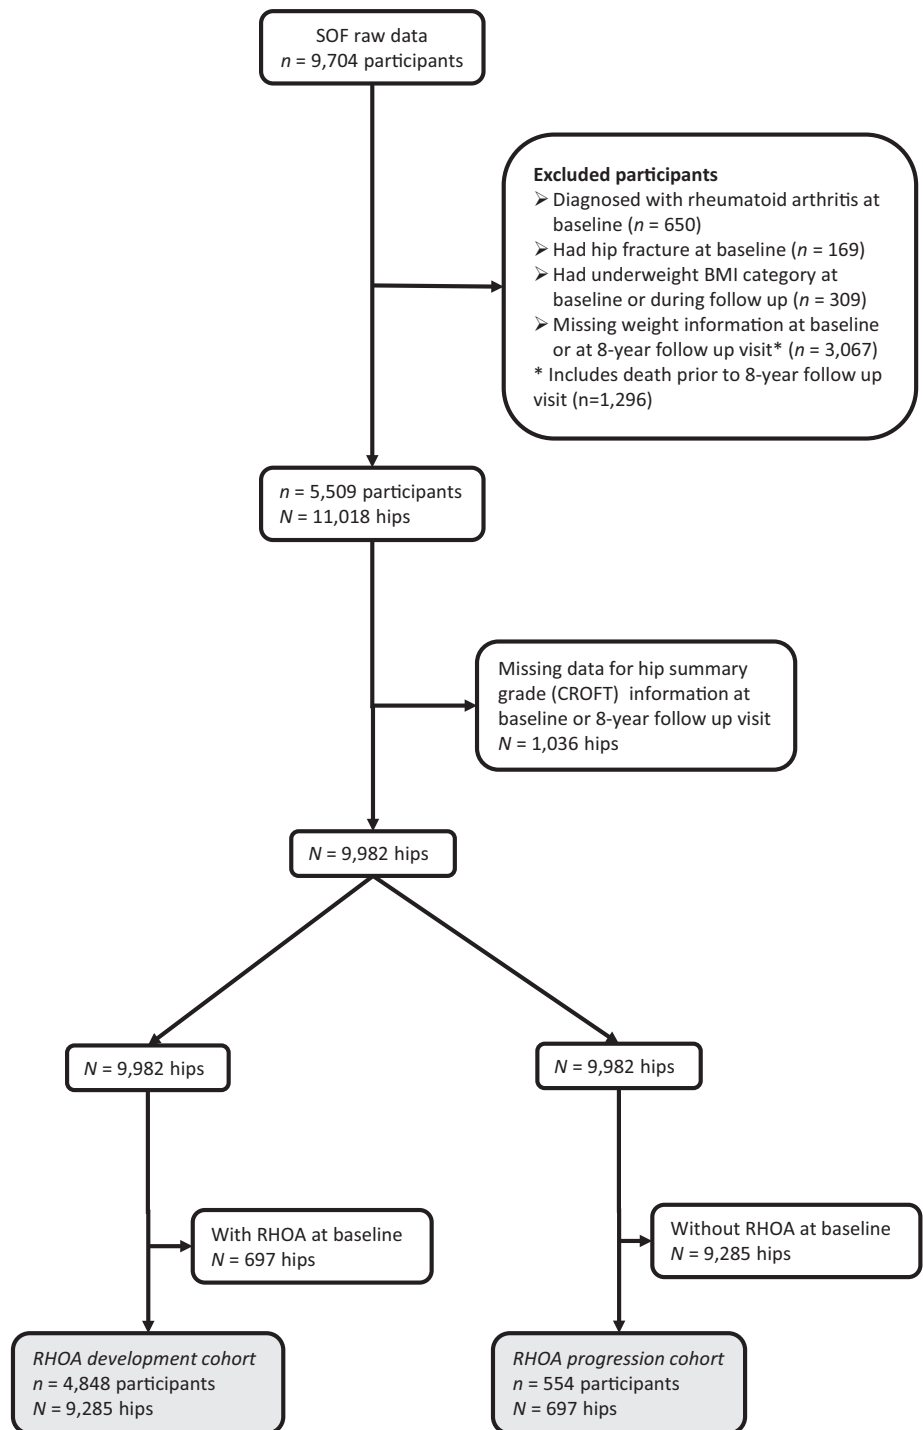 SOF raw data
n = 9,704 participants
Excluded participants
➢ Diagnosed with rheumatoid arthritis at
baseline (n = 650)
➢ Had hip fracture at baseline (n = 169)
➢ Had underweight BMI category at
baseline or during follow up (n = 309)
➢ Missing weight information at baseline
or at 8-year follow up visit* (n = 3,067)
* Includes death prior to 8-year follow up
visit (n=1,296)
n = 5,509 participants
N = 11,018 hips
Missing data for hip summary
grade (CROFT) information at
baseline or 8-year follow up visit
N = 1,036 hips
N = 9,982 hips
N = 9,982 hips
N = 9,982 hips
With RHOA at baseline
N = 697 hips
Without RHOA at baseline
N = 9,285 hips
RHOA development cohort
n = 4,848 participants
N = 9,285 hips
RHOA progression cohort
n = 554 participants
N = 697 hips